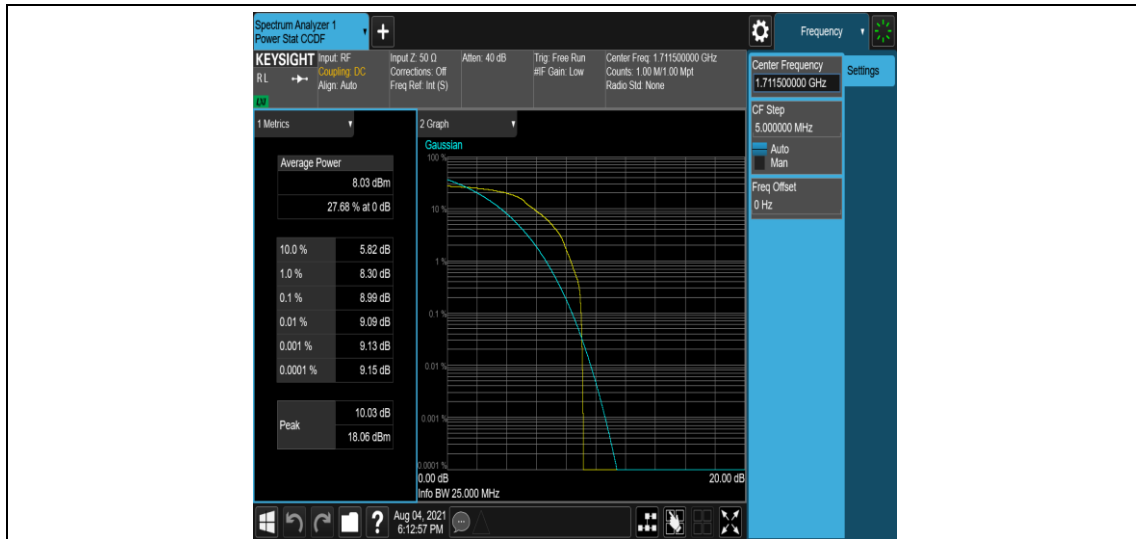 Spectrum Analyzer 1
Power Stat CCDF
+
Frequency
KEYSIGHT
RL
LXI
Input: RF
Coupling: DC
Align: Auto
Input Z: 50 Ω
Corrections: Off
Freq Ref: Int (S)
Atten: 40 dB
Trig: Free Run
#IF Gain: Low
Center Freq: 1.711500000 GHz
Counts: 1.00 M/1.00 Mpt
Radio Std: None
Center Frequency
1.711500000 GHz
Settings
CF Step
5.000000 MHz
Auto
Man
Freq Offset
0 Hz
1 Metrics
Average Power
8.03 dBm
27.68 % at 0 dB
10.0 % 5.82 dB
1.0 % 8.30 dB
0.1 % 8.99 dB
0.01 % 9.09 dB
0.001 % 9.13 dB
0.0001 % 9.15 dB
Peak
10.03 dB
18.06 dBm
2 Graph
Gaussian
100 %
10 %
1 %
0.1 %
0.01 %
0.001 %
0.0001 %
0.00 dB 20.00 dB
Info BW 25.000 MHz
?
Aug 04, 2021
6:12:57 PM